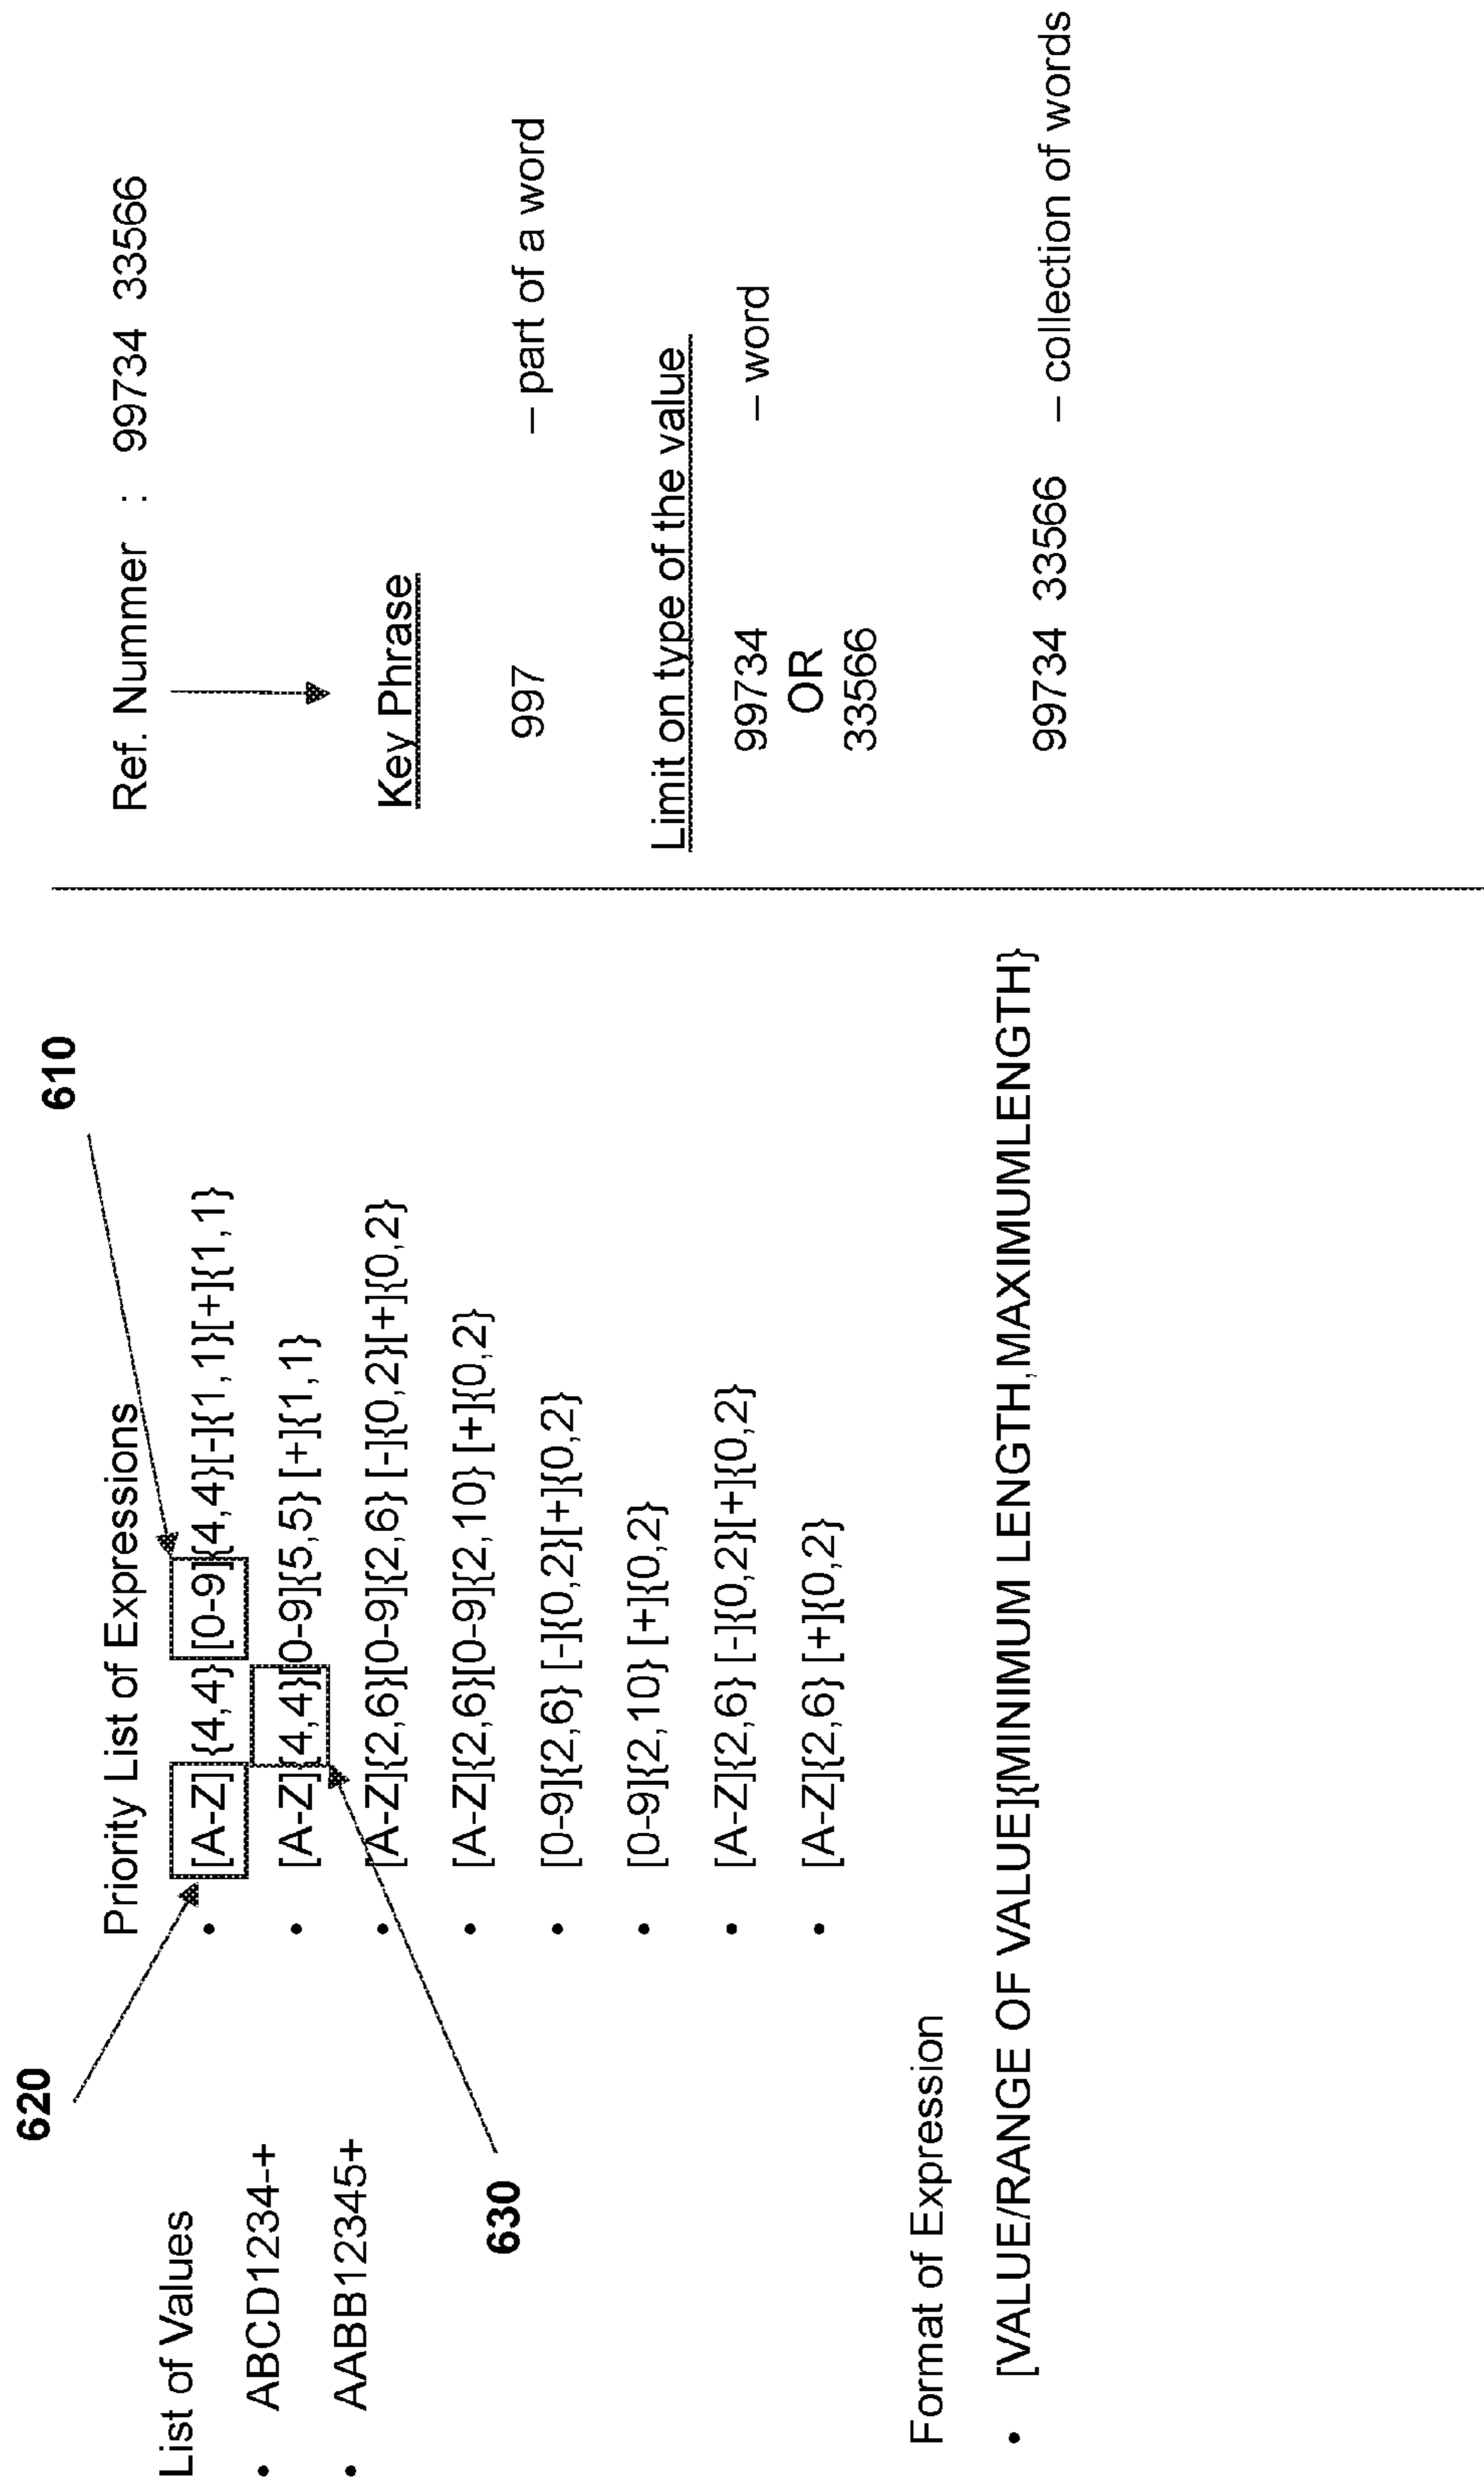 620
610
List of Values
• ABCD1234-+
• AABB12345+
630
Priority List of Expressions
• [A-Z] {4,4} [0-9]{4,4}[-]{1,1}[+]{1,1}
• [A-Z]{4,4}[0-9]{5,5} [+]{1,1}
• [A-Z]{2,6}[0-9]{2,6} [-]{0,2}[+]{0,2}
• [A-Z]{2,6}[0-9]{2,10} [+]{0,2}
• [0-9]{2,6} [-]{0,2}[+]{0,2}
• [0-9]{2,10} [+]{0,2}
• [A-Z]{2,6} [-]{0,2}[+]{0,2}
• [A-Z]{2,6} [+]{0,2}
Format of Expression
• [VALUE/RANGE OF VALUE]{MINIMUM LENGTH,MAXIMUMLENGTH}
Ref. Nummer : 99734 33566
Key Phrase
997 – part of a word
Limit on type of the value
99734 – word
OR
33566
99734 33566 – collection of words